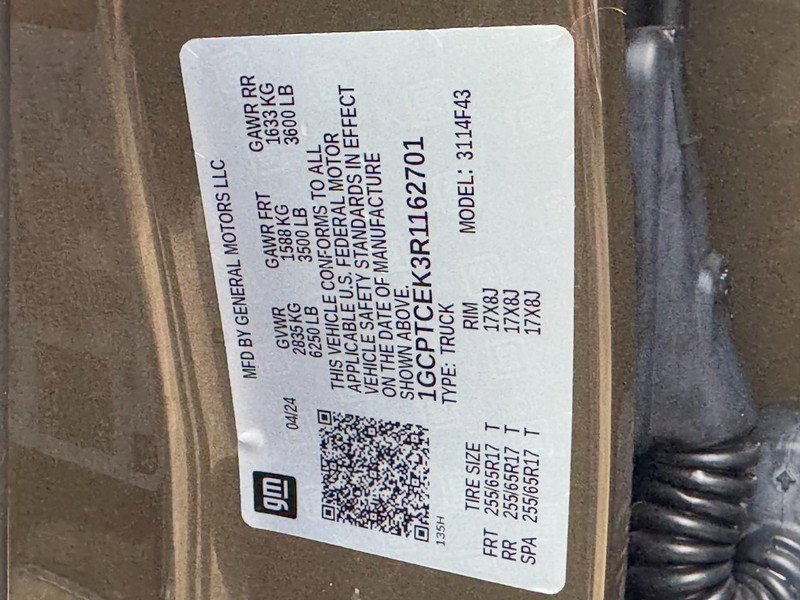 gm
MFD BY GENERAL MOTORS LLC
04/24
GVWR GAWR FRT GAWR RR
2835 KG 1588 KG 1633 KG
6250 LB 3500 LB 3600 LB
THIS VEHICLE CONFORMS TO ALL
APPLICABLE U.S. FEDERAL MOTOR
VEHICLE SAFETY STANDARDS IN EFFECT
ON THE DATE OF MANUFACTURE
SHOWN ABOVE.
1GCPTCEK3R1162701
TYPE: TRUCK MODEL: 3114F43
135H
TIRE SIZE RIM
FRT 255/65R17 T 17X8J
RR 255/65R17 T 17X8J
SPA 255/65R17 T 17X8J